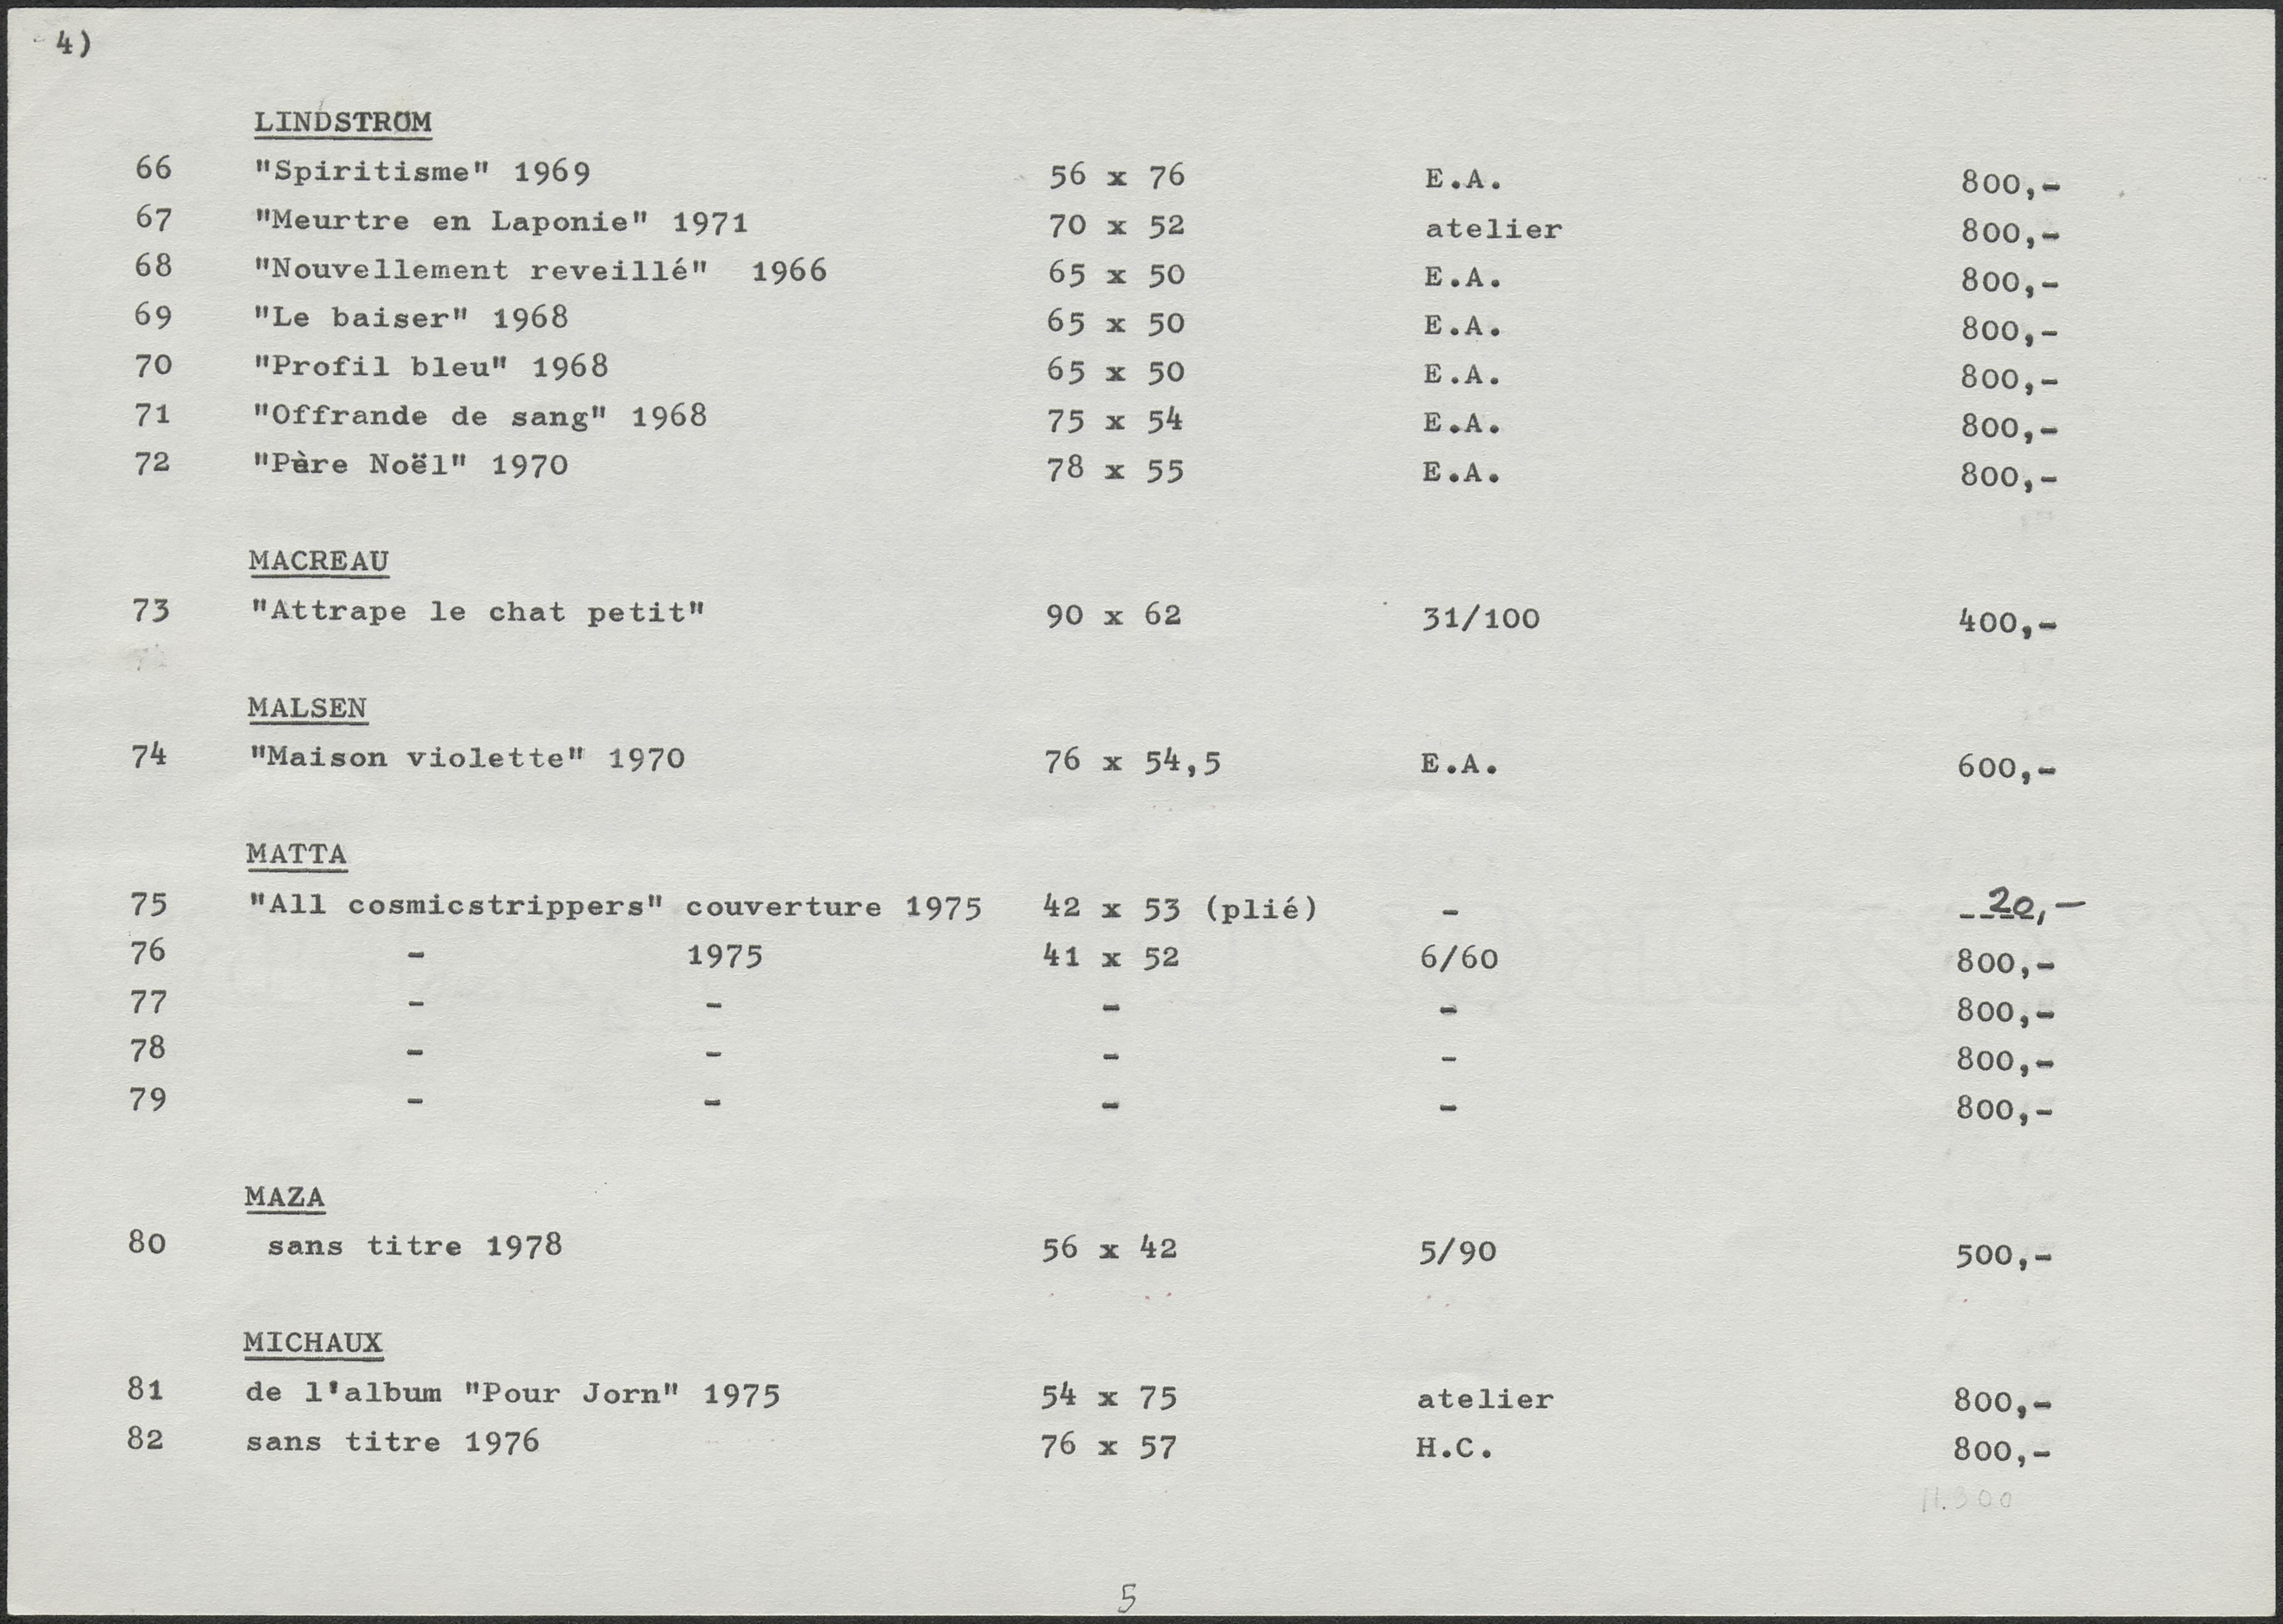 4)
LINDSTROM
66 "Spiritisme" 1969 56 x 76 E.A. 800,-
67 "Meurtre en Laponie" 1971 70 x 52 atelier 800,-
68 "Nouvellement reveillé" 1966 65 x 50 E.A. 800,-
69 "Le baiser" 1968 65 x 50 E.A. 800,-
70 "Profil bleu" 1968 65 x 50 E.A. 800,-
71 "Offrande de sang" 1968 75 x 54 E.A. 800,-
72 "Père Noël" 1970 78 x 55 E.A. 800,-
MACREAU
73 "Attrape le chat petit" 90 x 62 31/100 400,-
MALSEN
74 "Maison violette" 1970 76 x 54,5 E.A. 600,-
MATTA
75 "All cosmicstrippers" couverture 1975 42 x 53 (plié) - 20,-
76 - 1975 41 x 52 6/60 800,-
77 - - - - 800,-
78 - - - - 800,-
79 - - - - 800,-
MAZA
80 sans titre 1978 56 x 42 5/90 500,-
MICHAUX
81 de l'album "Pour Jorn" 1975 54 x 75 atelier 800,-
82 sans titre 1976 76 x 57 H.C. 800,-
11.300
5